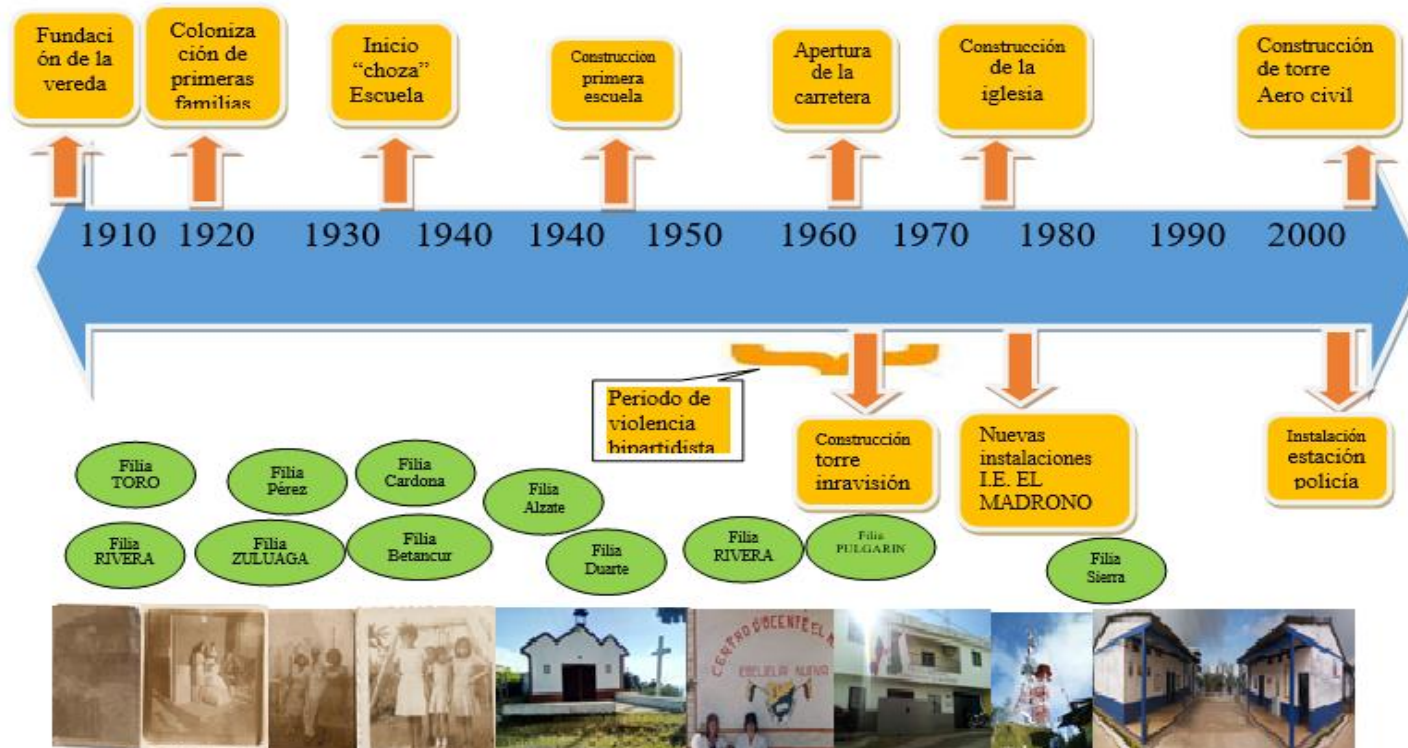 Fundaci
ón de la
vereda
Coloniza
ción de
primeras
familias
Inicio
“choza”
Escuela
Construcción
primera
escuela
Apertura
de la
carretera
Construcción
de la
iglesia
Construcción
de torre
Aero civil
1910 1920 1930 1940 1940 1950 1960 1970 1980 1990 2000
Periodo de
violencia
bipartidista
Construcción
torre
inravisión
Nuevas
instalaciones
I.E. EL
MADRONO
Instalación
estación
policía
Filia
TORO
Filia
Pérez
Filia
Cardona
Filia
Alzate
Filia
RIVERA
Filia
ZULUAGA
Filia
Betancur
Filia
Duarte
Filia
RIVERA
Filia
PULGARIN
Filia
Sierra
CENTRO DOCENTE EL
ESCUELA NUEVA